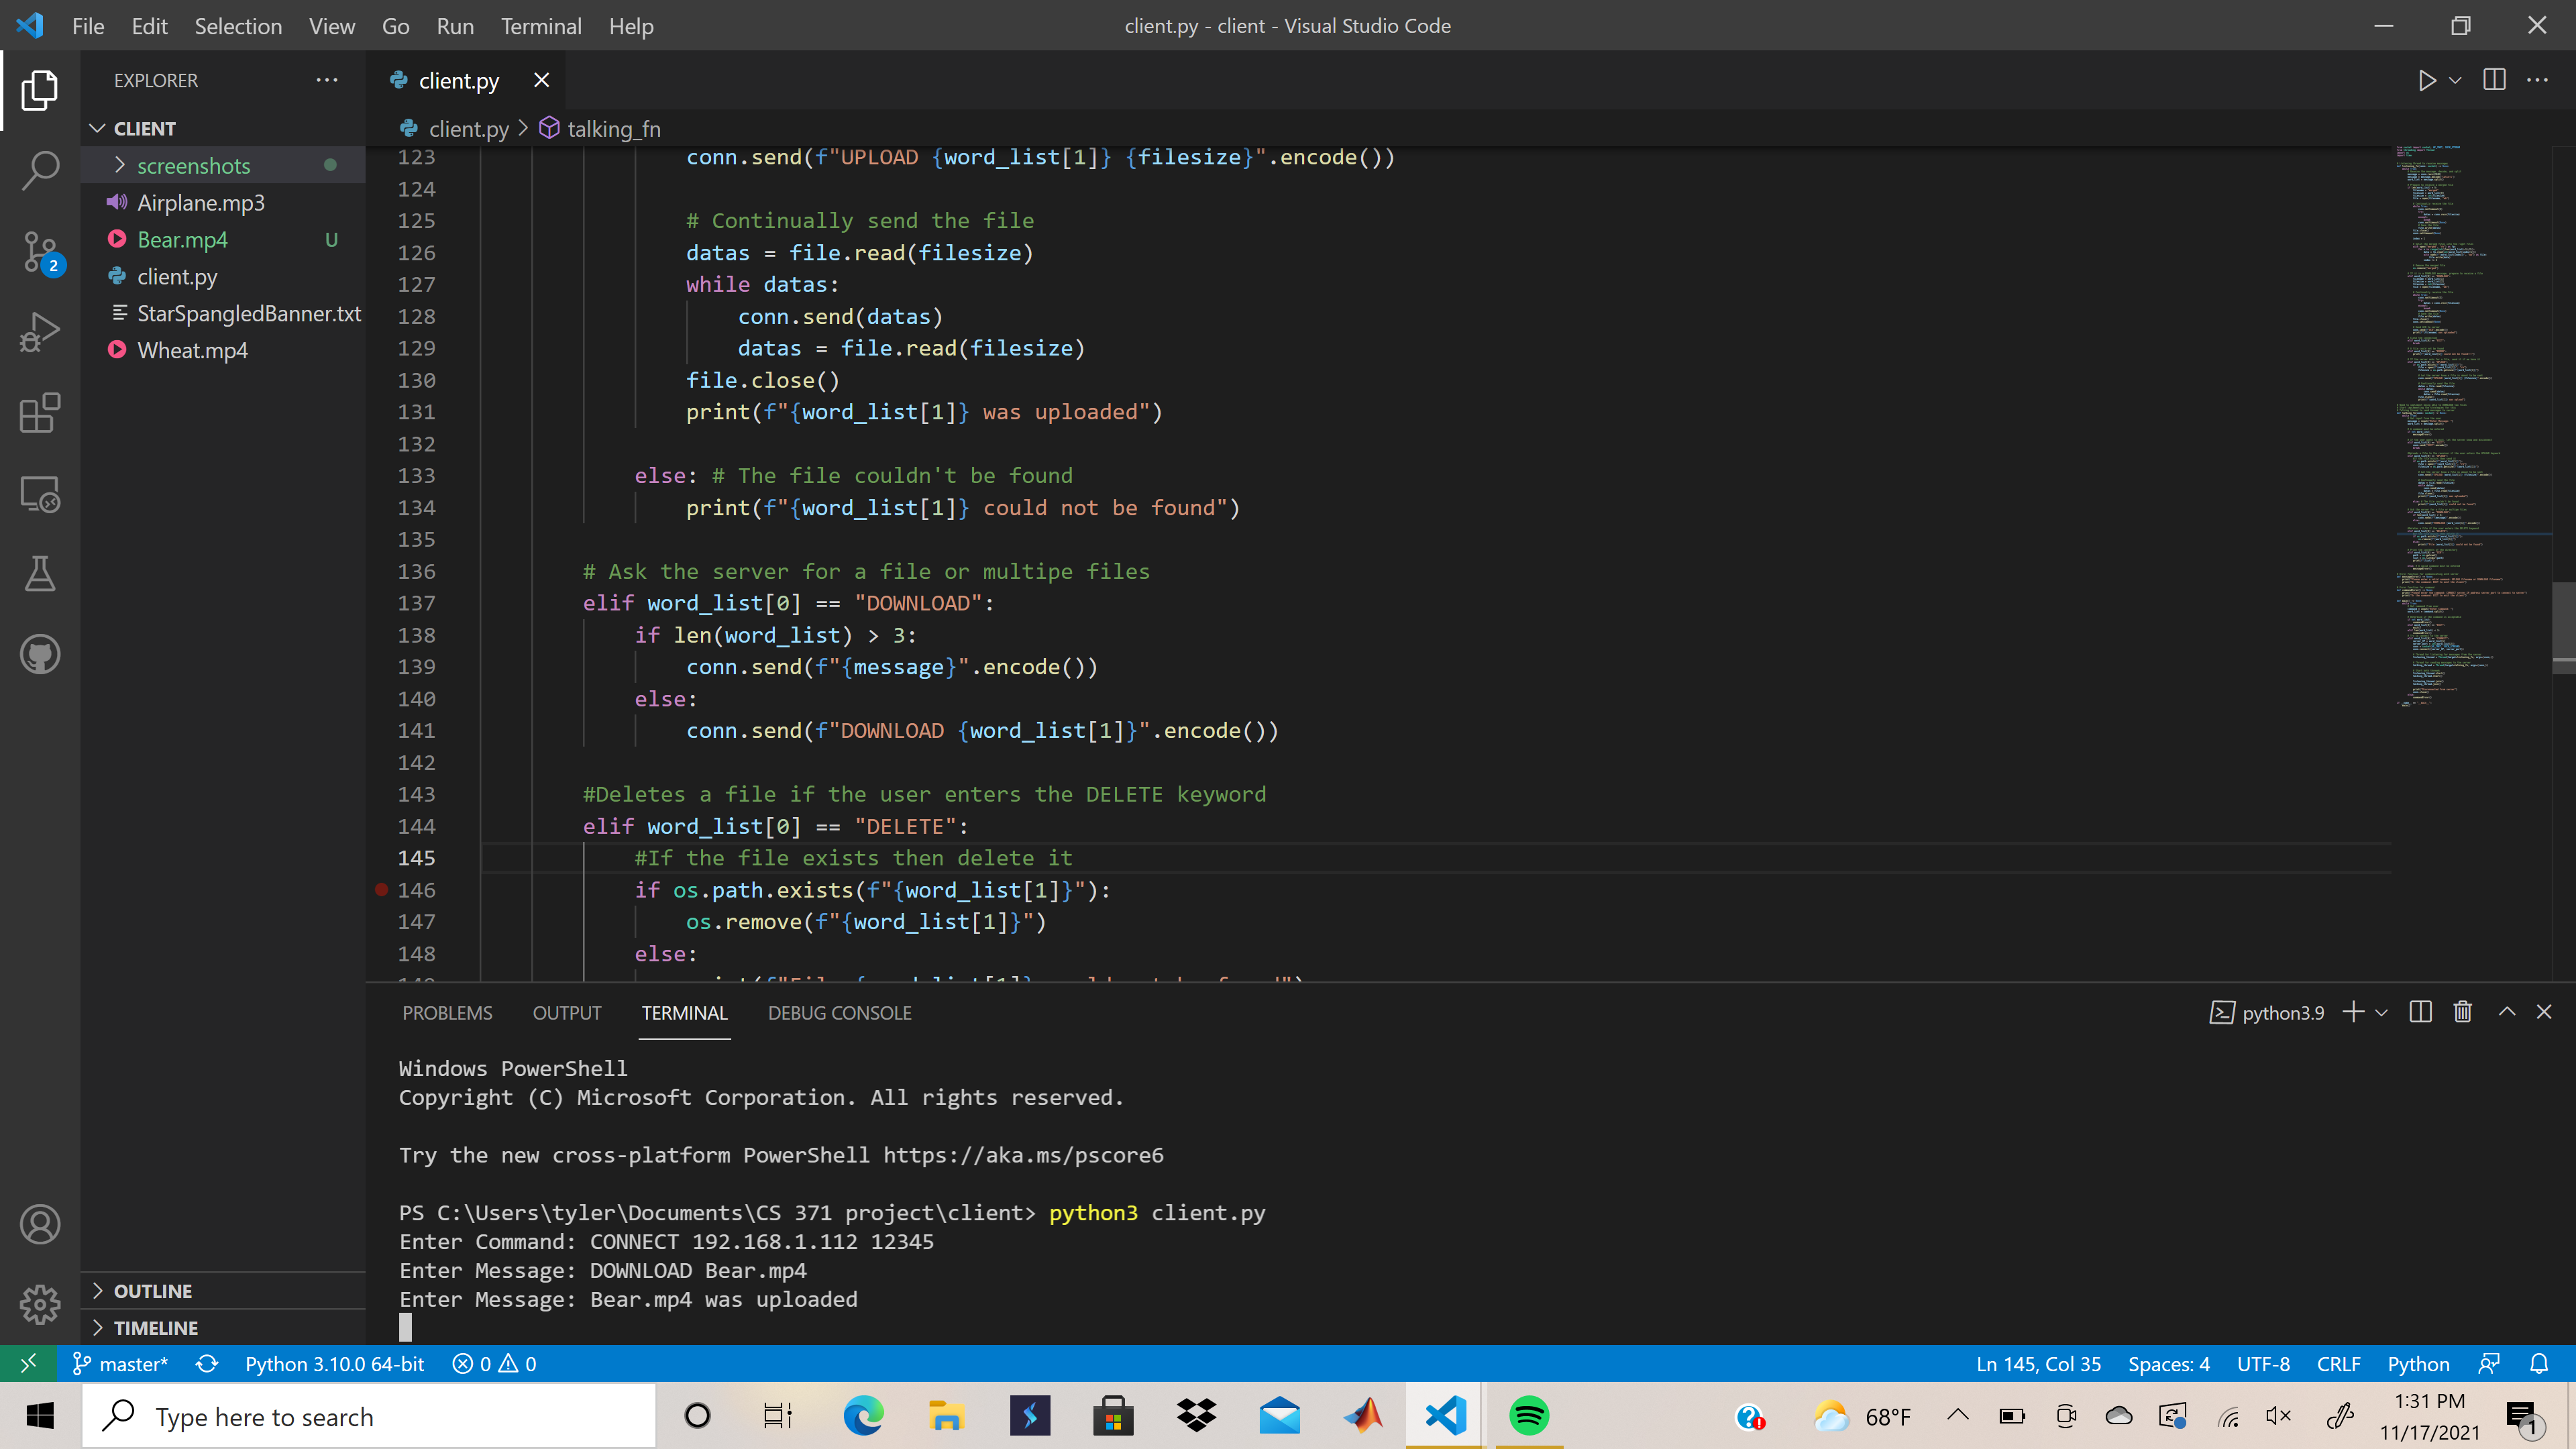 File Edit Selection View Go Run Terminal Help
client.py - client - Visual Studio Code
EXPLORER
client.py
CLIENT
client.py > talking_fn
screenshots
Airplane.mp3
Bear.mp4 U
client.py
StarSpangledBanner.txt
Wheat.mp4
2
123 conn.send(f"UPLOAD {word_list[1]} {filesize}".encode())
124
125 # Continually send the file
126 datas = file.read(filesize)
127 while datas:
128 conn.send(datas)
129 datas = file.read(filesize)
130 file.close()
131 print(f"{word_list[1]} was uploaded")
132
133 else: # The file couldn't be found
134 print(f"{word_list[1]} could not be found")
135
136 # Ask the server for a file or multipe files
137 elif word_list[0] == "DOWNLOAD":
138 if len(word_list) > 3:
139 conn.send(f"{message}".encode())
140 else:
141 conn.send(f"DOWNLOAD {word_list[1]}".encode())
142
143 #Deletes a file if the user enters the DELETE keyword
144 elif word_list[0] == "DELETE":
145 #If the file exists then delete it
146 if os.path.exists(f"{word_list[1]}"):
147 os.remove(f"{word_list[1]}")
148 else:
OUTLINE
TIMELINE
PROBLEMS OUTPUT TERMINAL DEBUG CONSOLE
python3.9
Windows PowerShell
Copyright (C) Microsoft Corporation. All rights reserved.
Try the new cross-platform PowerShell https://aka.ms/pscore6
PS C:\Users\tyler\Documents\CS 371 project\client> python3 client.py
Enter Command: CONNECT 192.168.1.112 12345
Enter Message: DOWNLOAD Bear.mp4
Enter Message: Bear.mp4 was uploaded
master* Python 3.10.0 64-bit 0 0
Ln 145, Col 35 Spaces: 4 UTF-8 CRLF Python
Type here to search
68°F
1:31 PM
11/17/2021
1